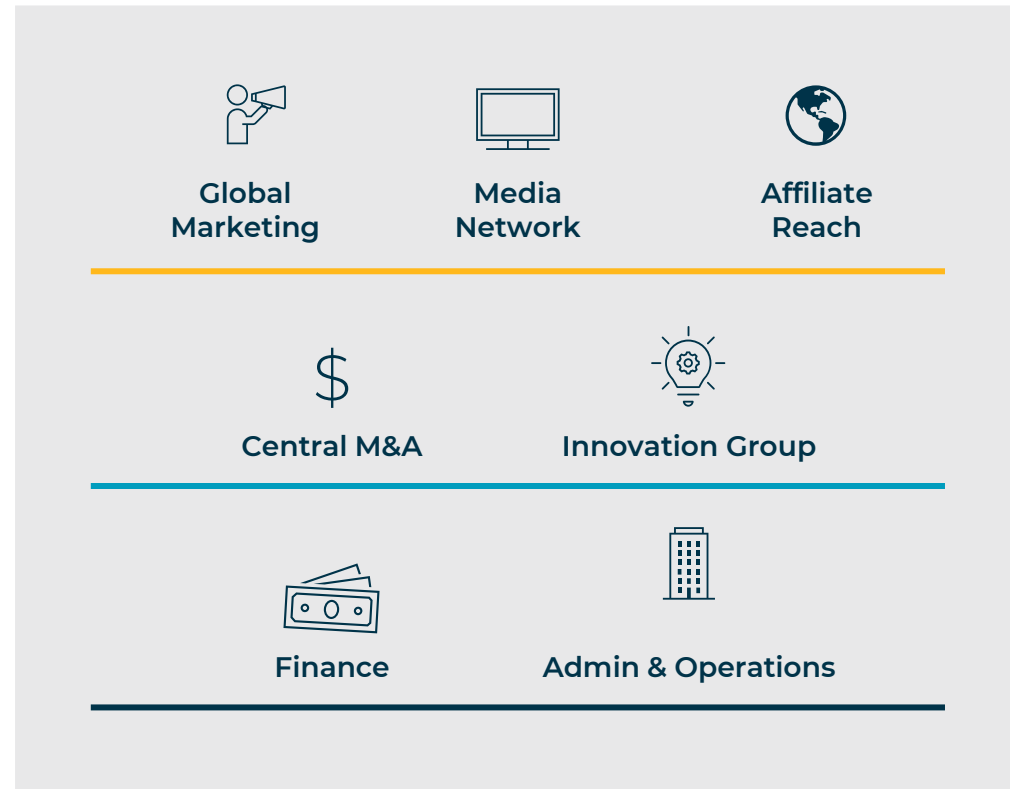 Global
Marketing
Media
Network
Affiliate
Reach
$
Central M&A
Innovation Group
Finance
Admin & Operations